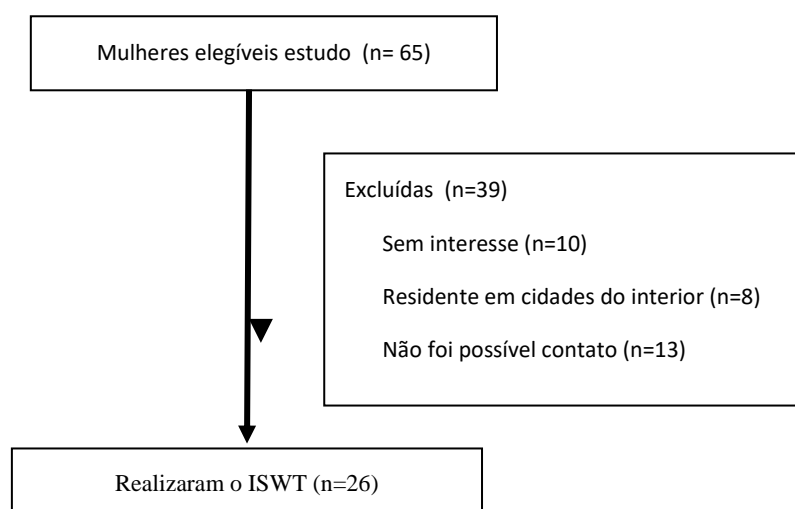 Mulheres elegíveis estudo (n= 65)
Excluídas (n=39)
Sem interesse (n=10)
Residente em cidades do interior (n=8)
Não foi possível contato (n=13)
Realizaram o ISWT (n=26)